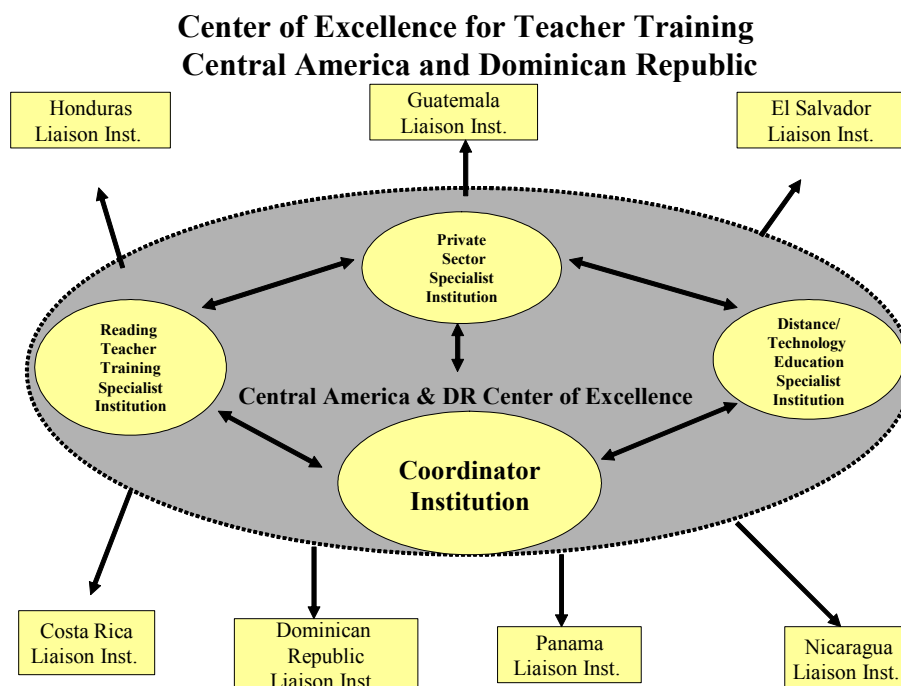 Center of Excellence for Teacher Training
Central America and Dominican Republic
Honduras
Liaison Inst.
Guatemala
Liaison Inst.
El Salvador
Liaison Inst.
Private
Sector
Specialist
Institution
Reading
Teacher
Training
Specialist
Institution
Distance/
Technology
Education
Specialist
Institution
Central America & DR Center of Excellence
Coordinator
Institution
Costa Rica
Liaison Inst.
Dominican
Republic
Liaison Inst.
Panama
Liaison Inst.
Nicaragua
Liaison Inst.